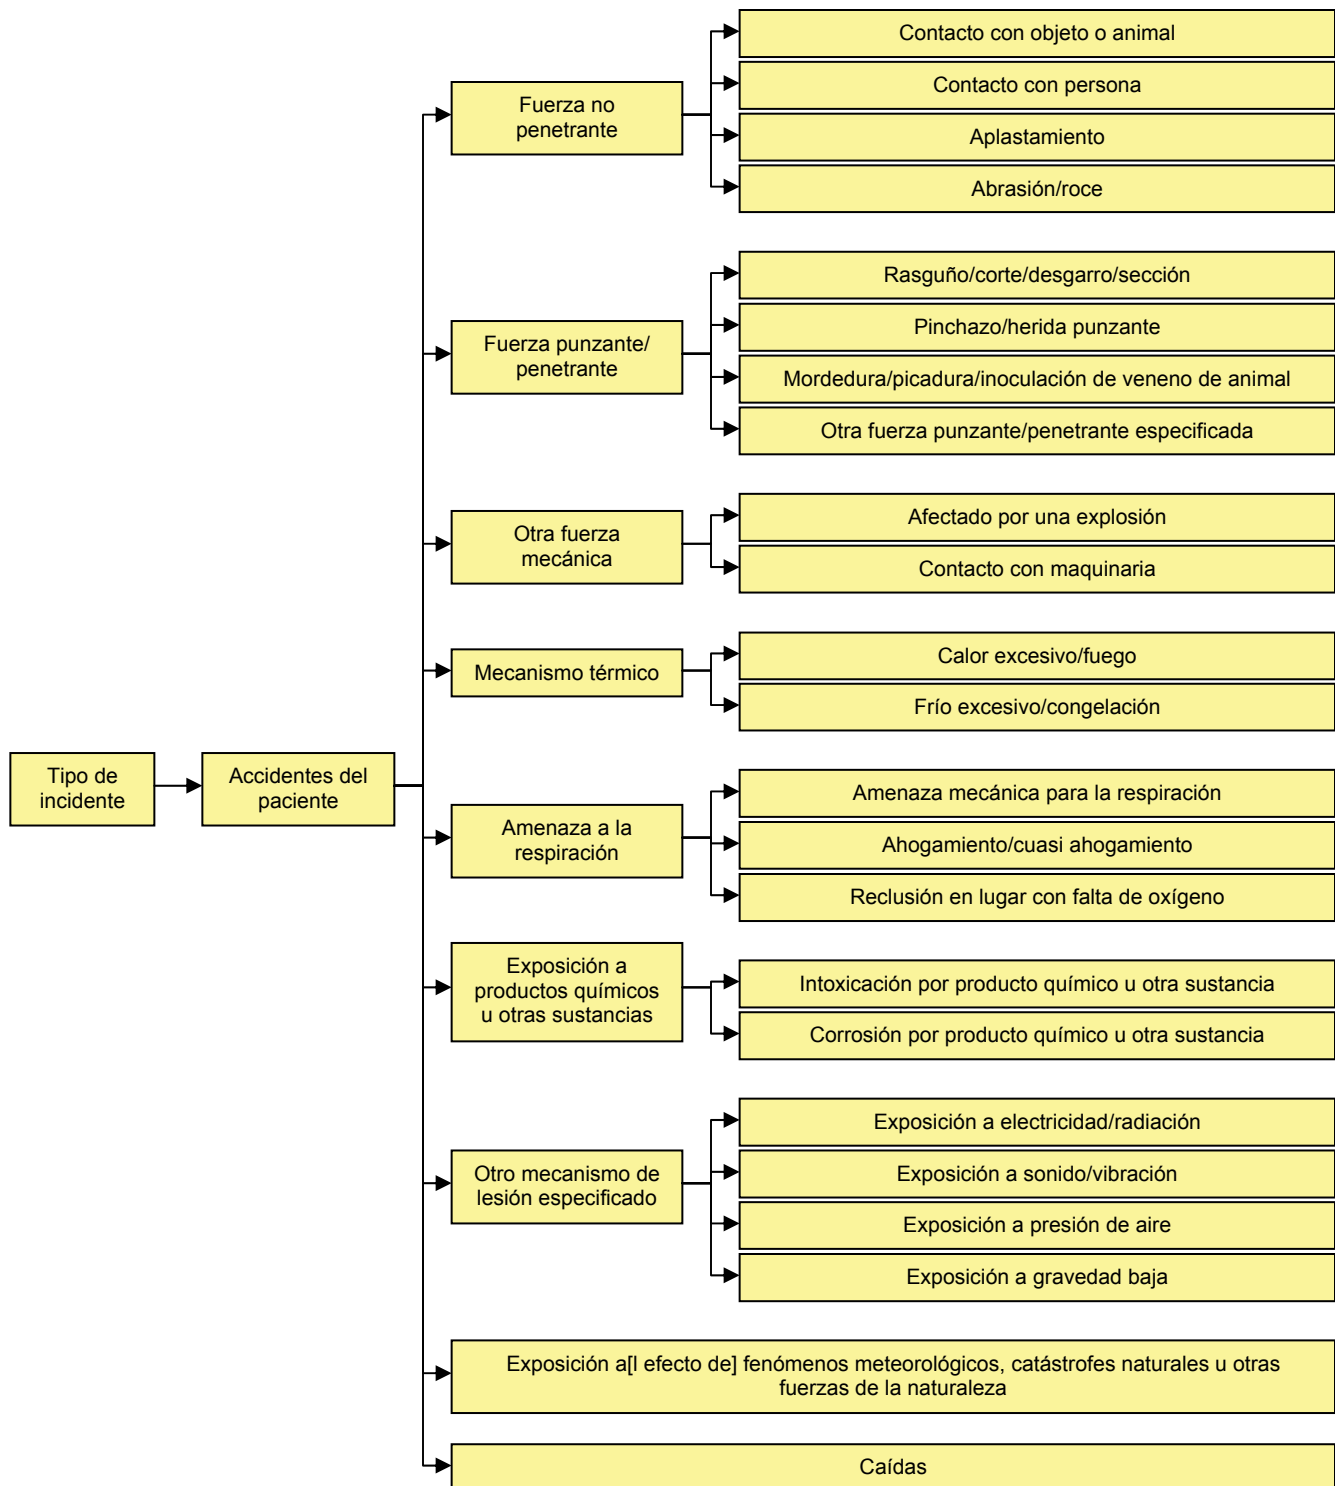 Contacto con objeto o animal
Contacto con persona
Fuerza no
penetrante
Aplastamiento
Abrasión/roce
Rasguño/corte/desgarro/sección
Pinchazo/herida punzante
Fuerza punzante/
penetrante
Mordedura/picadura/inoculación de veneno de animal
Otra fuerza punzante/penetrante especificada
Afectado por una explosión
Otra fuerza
mecánica
Contacto con maquinaria
Calor excesivo/fuego
Mecanismo térmico
Frío excesivo/congelación
Tipo de
incidente
Accidentes del
paciente
Amenaza mecánica para la respiración
Amenaza a la
respiración
Ahogamiento/cuasi ahogamiento
Reclusión en lugar con falta de oxígeno
Exposición a
productos químicos
u otras sustancias
Intoxicación por producto químico u otra sustancia
Corrosión por producto químico u otra sustancia
Exposición a electricidad/radiación
Otro mecanismo de
lesión especificado
Exposición a sonido/vibración
Exposición a presión de aire
Exposición a gravedad baja
Exposición a[l efecto de] fenómenos meteorológicos, catástrofes naturales u otras
fuerzas de la naturaleza
Caídas